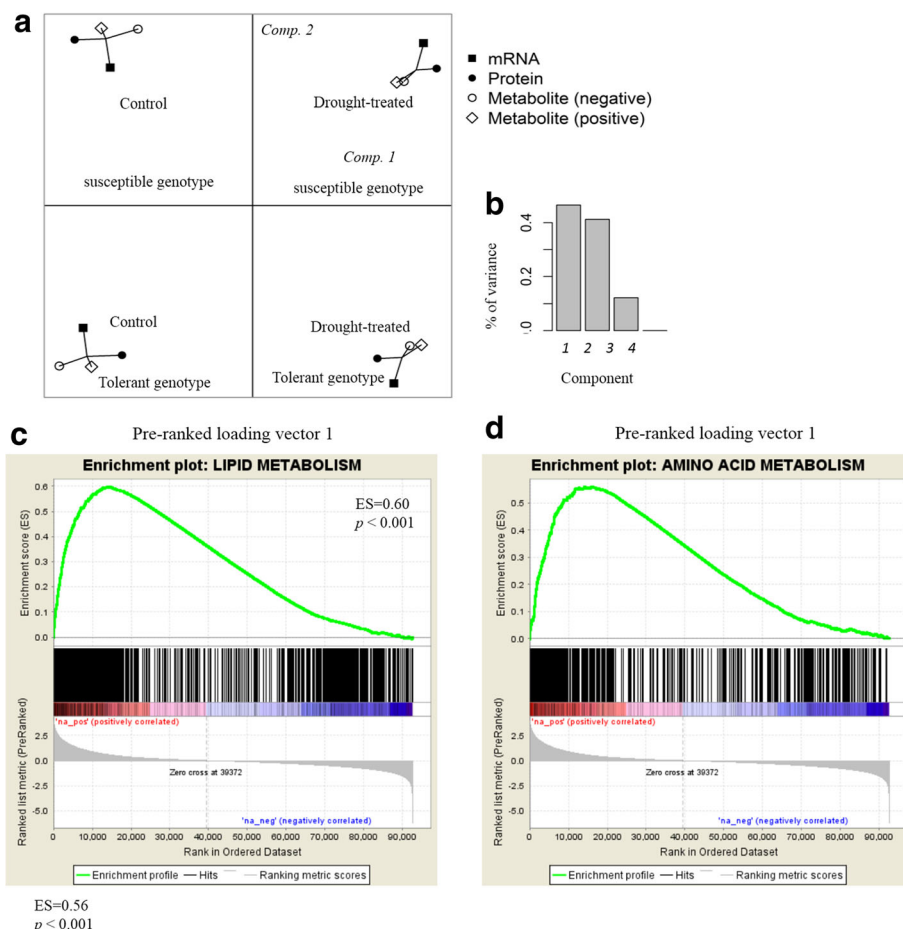 a
Comp. 2
mRNA
Protein
Metabolite (negative)
Metabolite (positive)
Control
Drought-treated
Comp. 1
susceptible genotype
susceptible genotype
Control
Tolerant genotype
Drought-treated
Tolerant genotype
b
% of variance
0.0
0.2
0.4
1 2 3 4
Component
c
Pre-ranked loading vector 1
Enrichment plot: LIPID METABOLISM
ES=0.60
p < 0.001
Enrichment score (ES)
0.6
0.5
0.4
0.3
0.2
0.1
0.0
'na_pos' (positively correlated)
Ranked list metric (PreRanked)
2.5
0.0
-2.5
-5.0
Zero cross at 39372
'na_neg' (negatively correlated)
0 10,000 20,000 30,000 40,000 50,000 60,000 70,000 80,000 90,000
Rank in Ordered Dataset
Enrichment profile Hits Ranking metric scores
ES=0.56
p < 0.001
d
Pre-ranked loading vector 1
Enrichment plot: AMINO ACID METABOLISM
Enrichment score (ES)
0.5
0.4
0.3
0.2
0.1
0.0
'na_pos' (positively correlated)
Ranked list metric (PreRanked)
2.5
0.0
-2.5
-5.0
Zero cross at 39372
'na_neg' (negatively correlated)
0 10,000 20,000 30,000 40,000 50,000 60,000 70,000 80,000 90,000
Rank in Ordered Dataset
Enrichment profile Hits Ranking metric scores